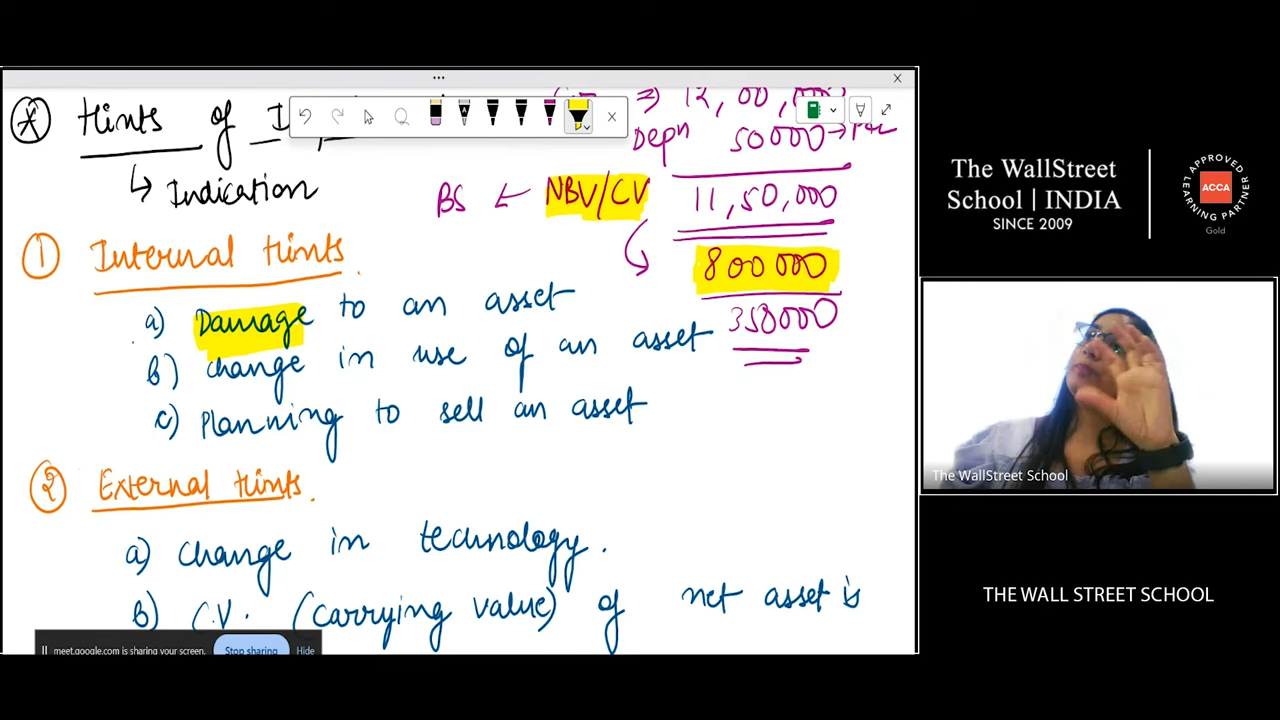 Hints of
↳ Indication
① Internal Hints.
a) Damage to an asset
b) change in use of an asset
c) Planning to sell an asset
② External Hints.
a) Change in technology.
b) C.V. (carrying value) of net asset is
⇒ 12,00,000
Depn 50000 →
BS ← NBV/CV 11,50,000
800000
350000
meet.google.com is sharing your screen. Stop sharing Hide
The WallStreet
School | INDIA
SINCE 2009
APPROVED
LEARNING PARTNER
ACCA
Gold
The WallStreet School
THE WALL STREET SCHOOL